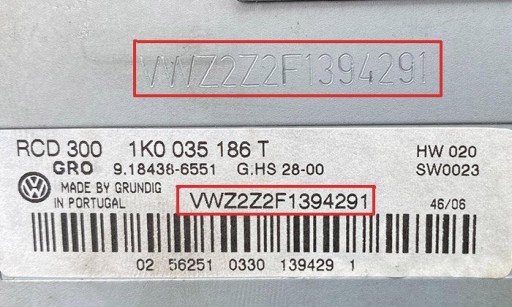 VWZ2Z2F1394291
RCD 300 1K0 035 186 T HW 020
GRO 9.18438-6551 G.HS 28-00 SW0023
MADE BY GRUNDIG
IN PORTUGAL VWZ2Z2F1394291 46/06
02 56251 0330 139429 1